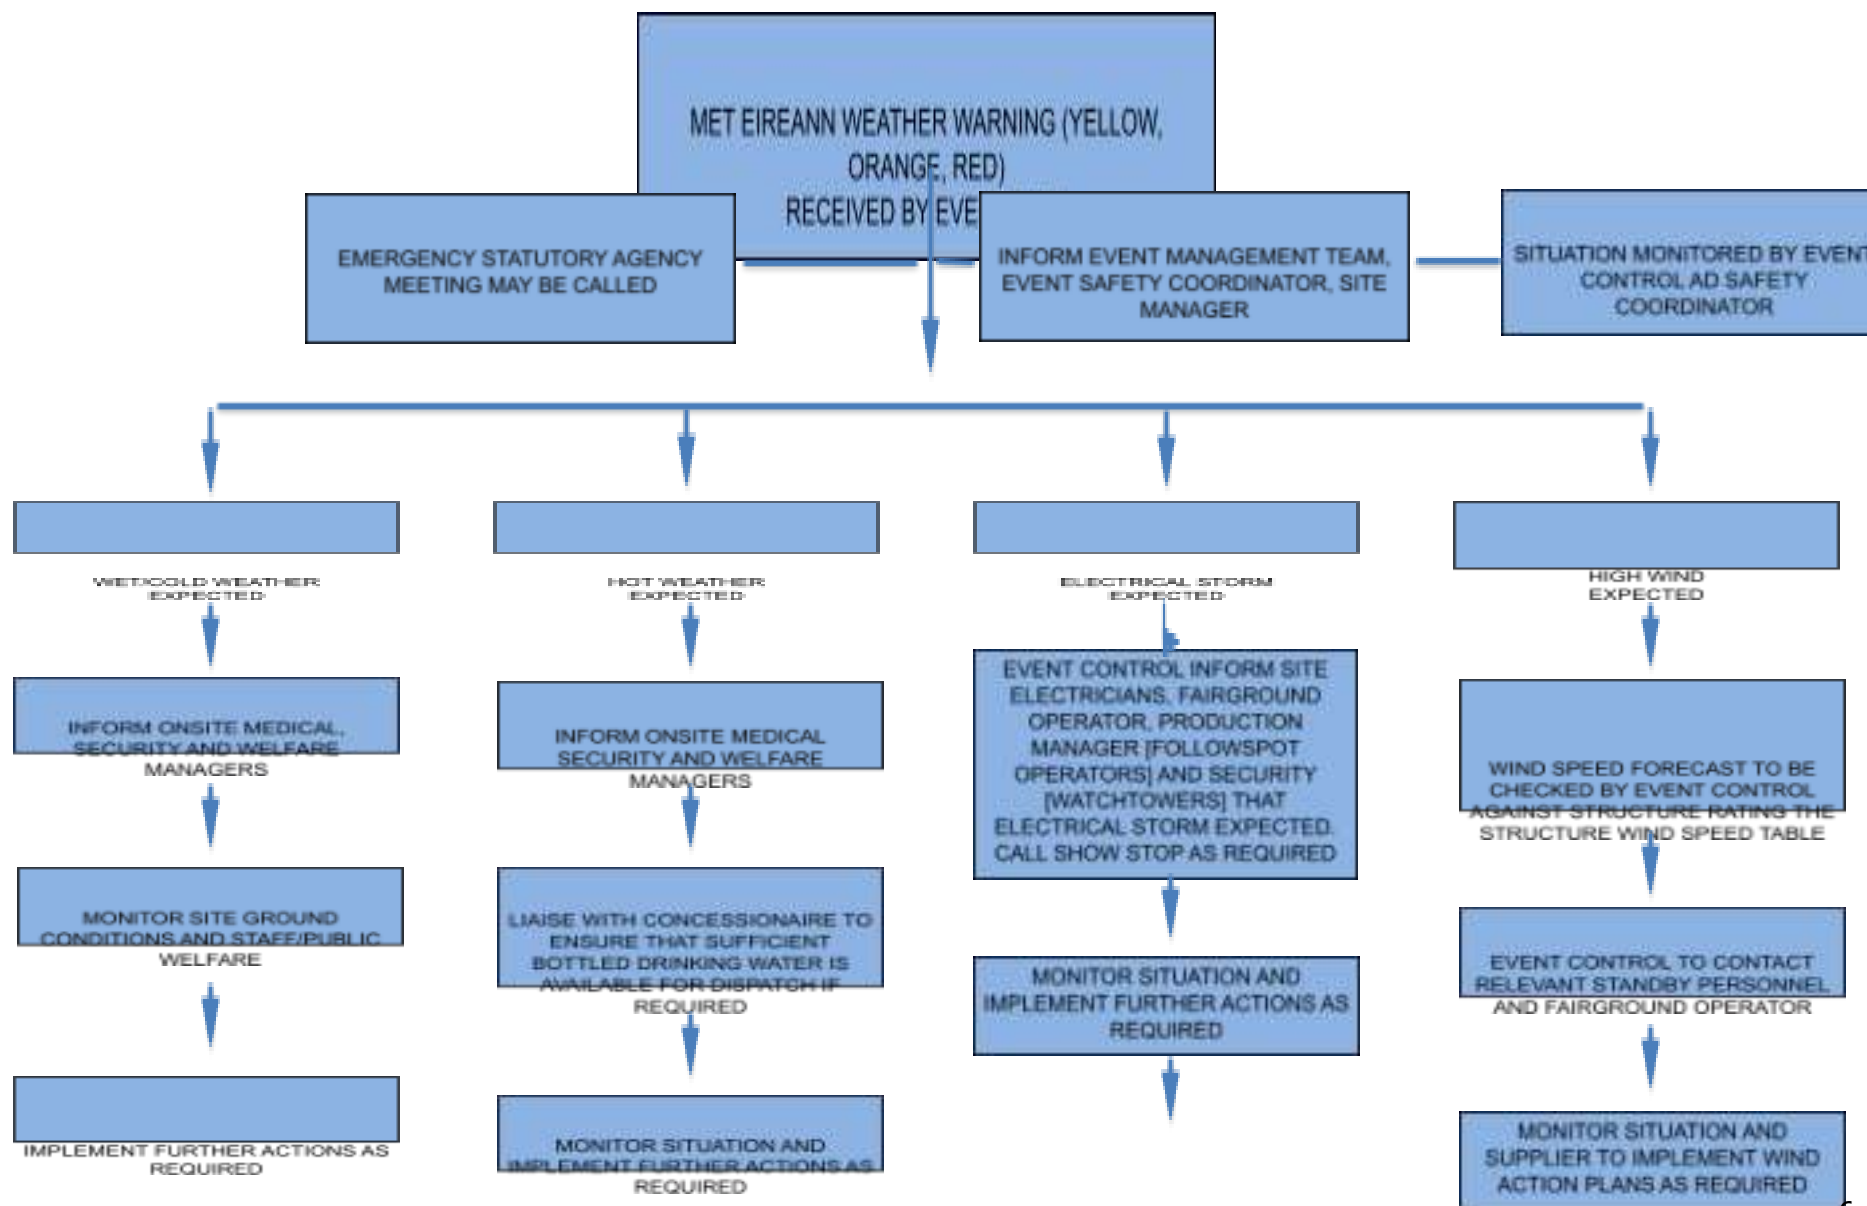 MET EIREANN WEATHER WARNING (YELLOW,
ORANGE, RED)
RECEIVED BY EVE
EMERGENCY STATUTORY AGENCY
MEETING MAY BE CALLED
INFORM EVENT MANAGEMENT TEAM,
EVENT SAFETY COORDINATOR, SITE
MANAGER
SITUATION MONITORED BY EVENT
CONTROL AD SAFETY
COORDINATOR
WET/COLD WEATHER
EXPECTED
INFORM ONSITE MEDICAL,
SECURITY AND WELFARE
MANAGERS
MONITOR SITE GROUND
CONDITIONS AND STAFF/PUBLIC
WELFARE
IMPLEMENT FURTHER ACTIONS AS
REQUIRED
HOT WEATHER
EXPECTED
INFORM ONSITE MEDICAL
SECURITY AND WELFARE
MANAGERS
LIAISE WITH CONCESSIONAIRE TO
ENSURE THAT SUFFICIENT
BOTTLED DRINKING WATER IS
AVAILABLE FOR DISPATCH IF
REQUIRED
MONITOR SITUATION AND
IMPLEMENT FURTHER ACTIONS AS
REQUIRED
ELECTRICAL STORM
EXPECTED
EVENT CONTROL INFORM SITE
ELECTRICIANS, FAIRGROUND
OPERATOR, PRODUCTION
MANAGER [FOLLOWSPOT
OPERATORS] AND SECURITY
[WATCHTOWERS] THAT
ELECTRICAL STORM EXPECTED.
CALL SHOW STOP AS REQUIRED
MONITOR SITUATION AND
IMPLEMENT FURTHER ACTIONS AS
REQUIRED
HIGH WIND
EXPECTED
WIND SPEED FORECAST TO BE
CHECKED BY EVENT CONTROL
AGAINST STRUCTURE RATING THE
STRUCTURE WIND SPEED TABLE
EVENT CONTROL TO CONTACT
RELEVANT STANDBY PERSONNEL
AND FAIRGROUND OPERATOR
MONITOR SITUATION AND
SUPPLIER TO IMPLEMENT WIND
ACTION PLANS AS REQUIRED